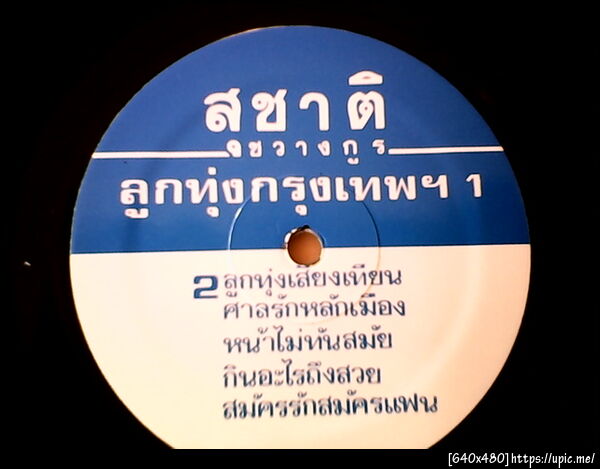 สุชาติ
ชวางกูร
ลูกทุ่งกรุงเทพฯ 1
2 ลูกทุ่งเสียงเทียน
ศาลรักหลักเมือง
หน้าไม่ทันสมัย
กินอะไรถึงสวย
สมัครรักสมัครแฟน
[640x480]https://upic.me/